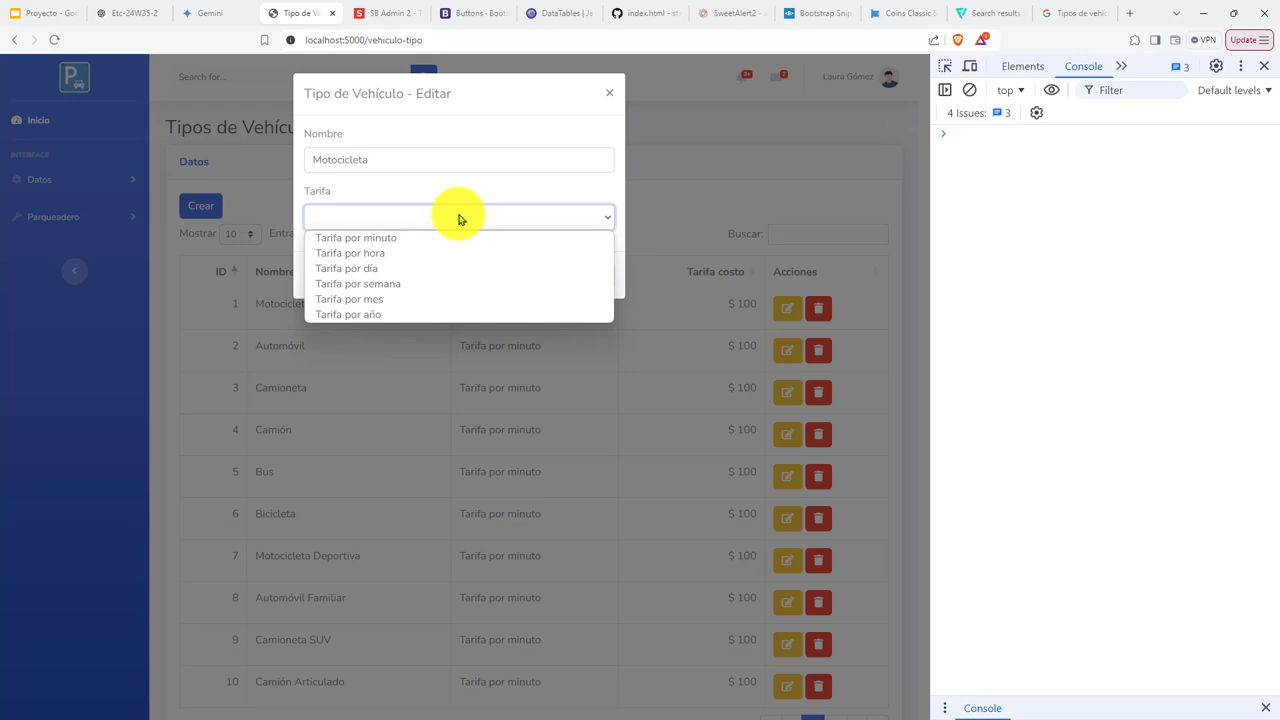 Proyecto - Goo
Etc-24W35-2
Gemini
Tipo de Ve
SB Admin 2 - T
Buttons · Boots
DataTables | Ja
index.html - sta
SweetAlert2 - a
Bootstrap Snip
Coins Classic S
Search results
Tipos de vehíc
localhost:5000/vehiculo-tipo
VPN
Update
P
Inicio
INTERFACE
Datos
Parqueadero
Search for...
3+
7
Laura Gómez
Tipos de Vehícu
Datos
Crear
Mostrar 10 Entra
Buscar:
ID Nombre Tarifa costo Acciones
1 Motociclet $ 100
2 Automóvil Tarifa por minuto $ 100
3 Camioneta Tarifa por minuto $ 100
4 Camión Tarifa por minuto $ 100
5 Bus Tarifa por minuto $ 100
6 Bicicleta Tarifa por minuto $ 100
7 Motocicleta Deportiva Tarifa por minuto $ 100
8 Automóvil Familiar Tarifa por minuto $ 100
9 Camioneta SUV Tarifa por minuto $ 100
10 Camión Articulado Tarifa por minuto $ 100
Tipo de Vehículo - Editar
×
Nombre
Motocicleta
Tarifa
Tarifa por minuto
Tarifa por hora
Tarifa por día
Tarifa por semana
Tarifa por mes
Tarifa por año
Elements
Console
3
top
Filter
Default levels
4 Issues: 3
Console